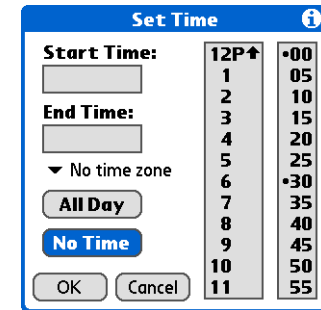 Set Time
Start Time:
End Time:
No time zone
All Day
No Time
OK Cancel
12P
1
2
3
4
5
6
7
8
9
10
11
•00
05
10
15
20
25
•30
35
40
45
50
55